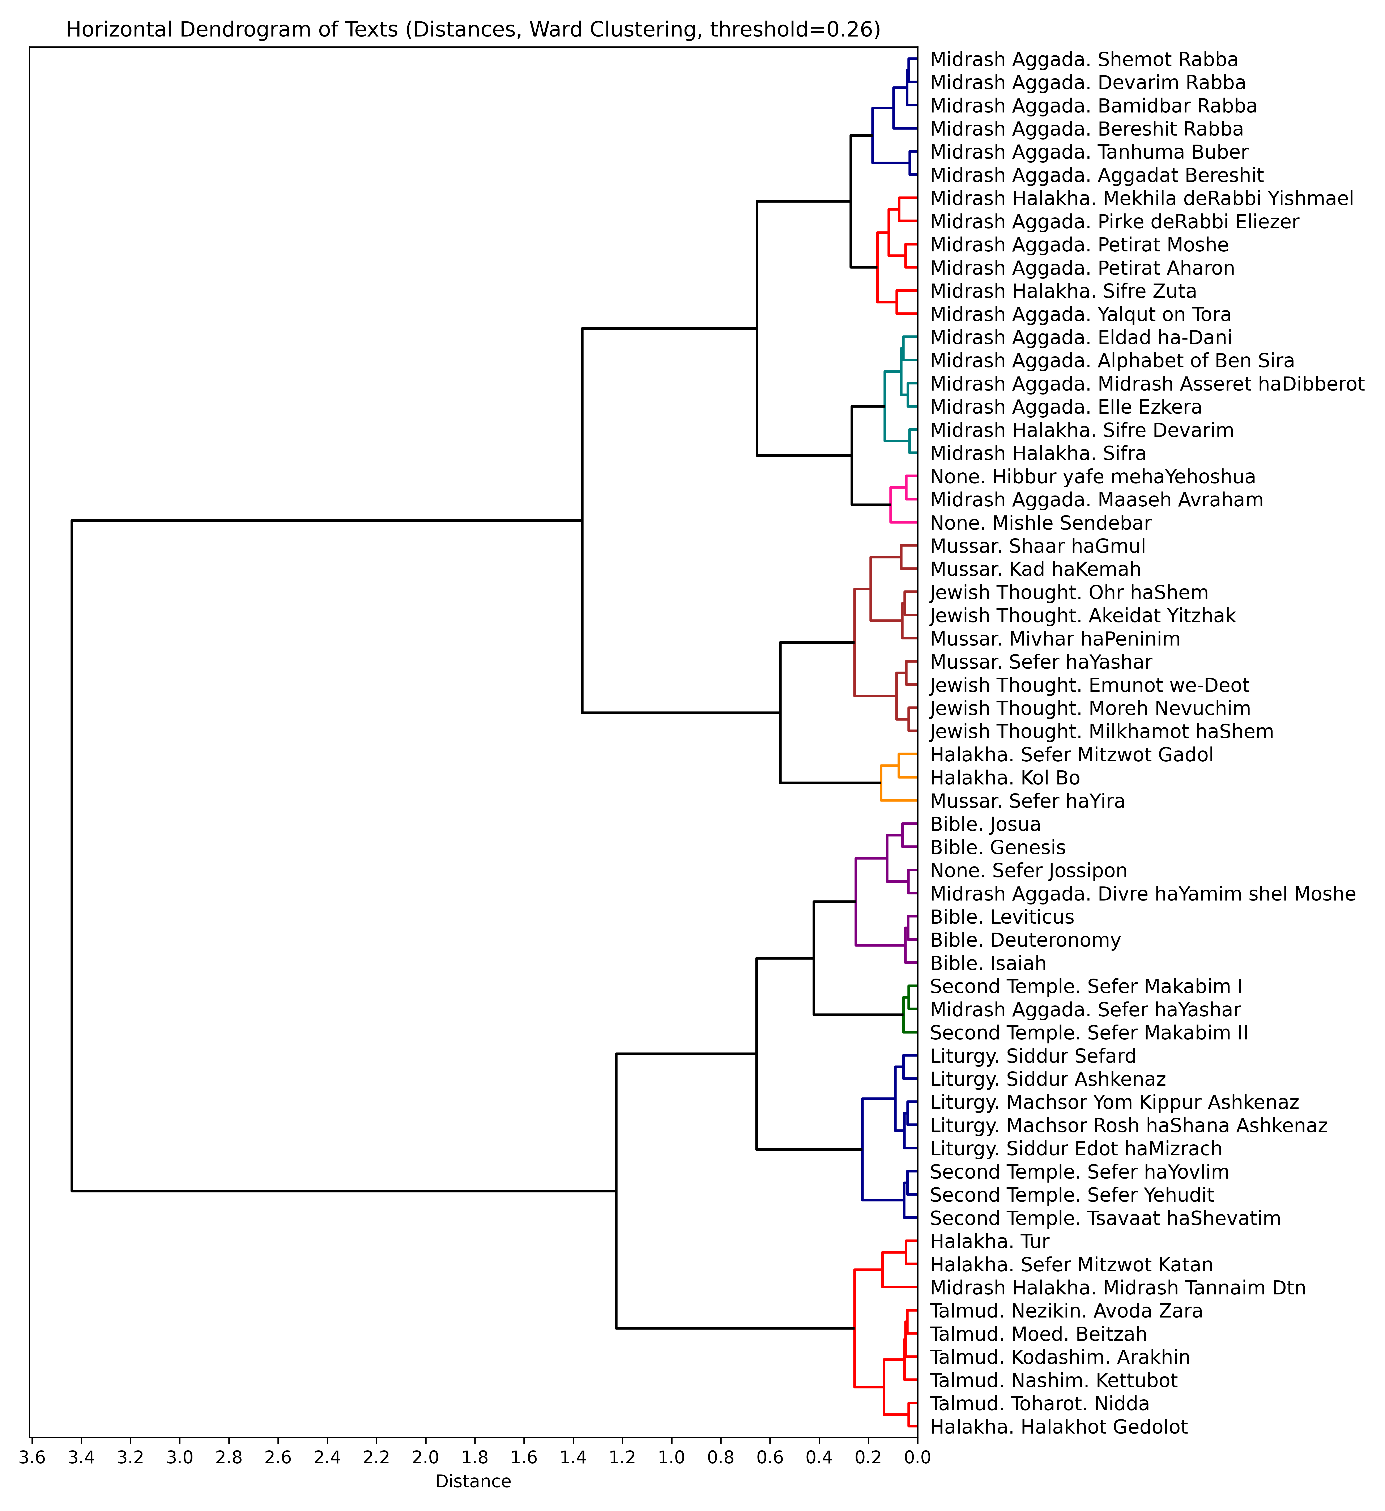 Horizontal Dendrogram of Texts (Distances, Ward Clustering, threshold=0.26)
Midrash Aggada. Shemot Rabba
Midrash Aggada. Devarim Rabba
Midrash Aggada. Bamidbar Rabba
Midrash Aggada. Bereshit Rabba
Midrash Aggada. Tanhuma Buber
Midrash Aggada. Aggadat Bereshit
Midrash Halakha. Mekhila deRabbi Yishmael
Midrash Aggada. Pirke deRabbi Eliezer
Midrash Aggada. Petirat Moshe
Midrash Aggada. Petirat Aharon
Midrash Halakha. Sifre Zuta
Midrash Aggada. Yalqut on Tora
Midrash Aggada. Eldad ha-Dani
Midrash Aggada. Alphabet of Ben Sira
Midrash Aggada. Midrash Asseret haDibberot
Midrash Aggada. Elle Ezkera
Midrash Halakha. Sifre Devarim
Midrash Halakha. Sifra
None. Hibbur yafe mehaYehoshua
Midrash Aggada. Maaseh Avraham
None. Mishle Sendebar
Mussar. Shaar haGmul
Mussar. Kad haKemah
Jewish Thought. Ohr haShem
Jewish Thought. Akeidat Yitzhak
Mussar. Mivhar haPeninim
Mussar. Sefer haYashar
Jewish Thought. Emunot we-Deot
Jewish Thought. Moreh Nevuchim
Jewish Thought. Milkhamot haShem
Halakha. Sefer Mitzwot Gadol
Halakha. Kol Bo
Mussar. Sefer haYira
Bible. Josua
Bible. Genesis
None. Sefer Jossipon
Midrash Aggada. Divre haYamim shel Moshe
Bible. Leviticus
Bible. Deuteronomy
Bible. Isaiah
Second Temple. Sefer Makabim I
Midrash Aggada. Sefer haYashar
Second Temple. Sefer Makabim II
Liturgy. Siddur Sefard
Liturgy. Siddur Ashkenaz
Liturgy. Machsor Yom Kippur Ashkenaz
Liturgy. Machsor Rosh haShana Ashkenaz
Liturgy. Siddur Edot haMizrach
Second Temple. Sefer haYovlim
Second Temple. Sefer Yehudit
Second Temple. Tsavaat haShevatim
Halakha. Tur
Halakha. Sefer Mitzwot Katan
Midrash Halakha. Midrash Tannaim Dtn
Talmud. Nezikin. Avoda Zara
Talmud. Moed. Beitzah
Talmud. Kodashim. Arakhin
Talmud. Nashim. Kettubot
Talmud. Toharot. Nidda
Halakha. Halakhot Gedolot
3.6 3.4 3.2 3.0 2.8 2.6 2.4 2.2 2.0 1.8 1.6 1.4 1.2 1.0 0.8 0.6 0.4 0.2 0.0
Distance